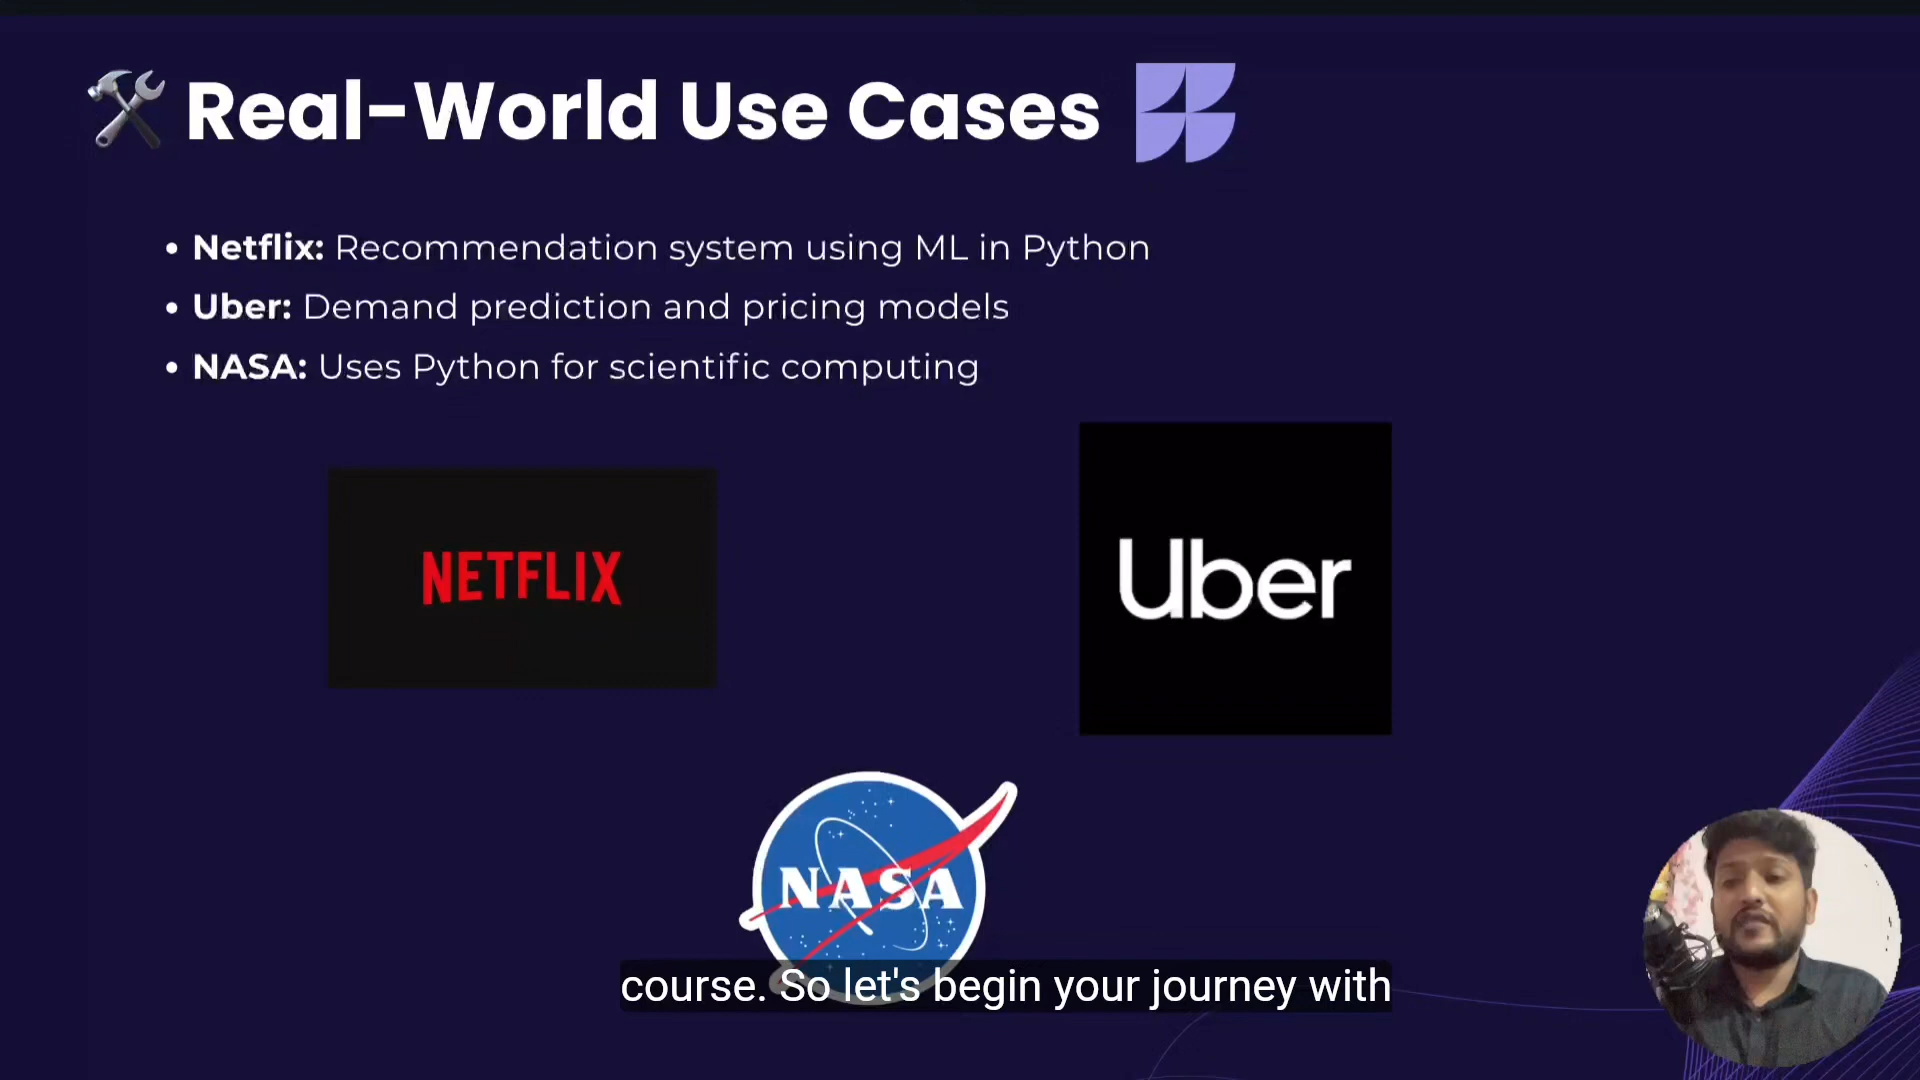 Real-World Use Cases
• Netflix: Recommendation system using ML in Python
• Uber: Demand prediction and pricing models
• NASA: Uses Python for scientific computing
NETFLIX
Uber
NASA
course. So let's begin your journey with